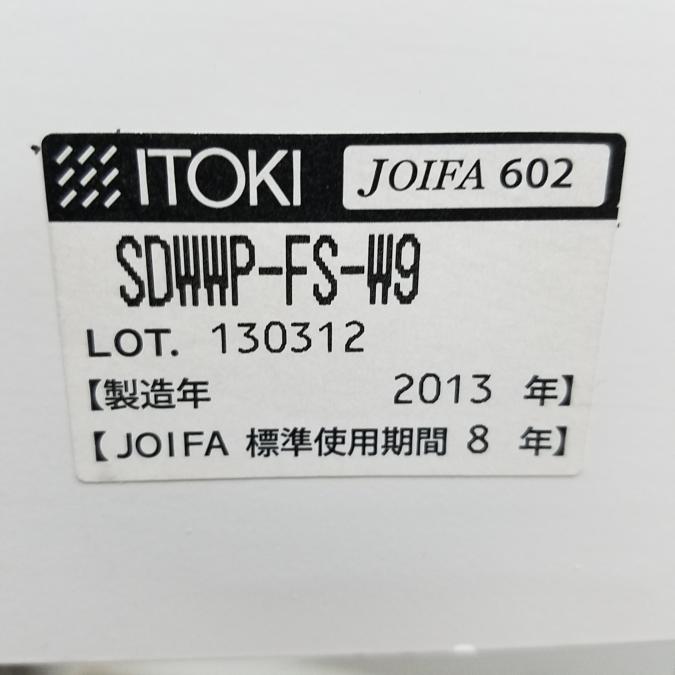 ITOKI JOIFA 602
SDWWP-FS-W9
LOT. 130312
【製造年 2013 年】
【JOIFA 標準使用期間 8 年】